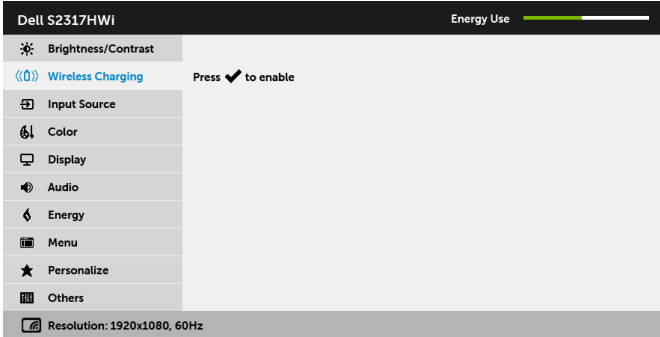 Dell S2317HWi
Energy Use
Brightness/Contrast
Wireless Charging
Press ✔ to enable
Input Source
Color
Display
Audio
Energy
Menu
Personalize
Others
Resolution: 1920x1080, 60Hz